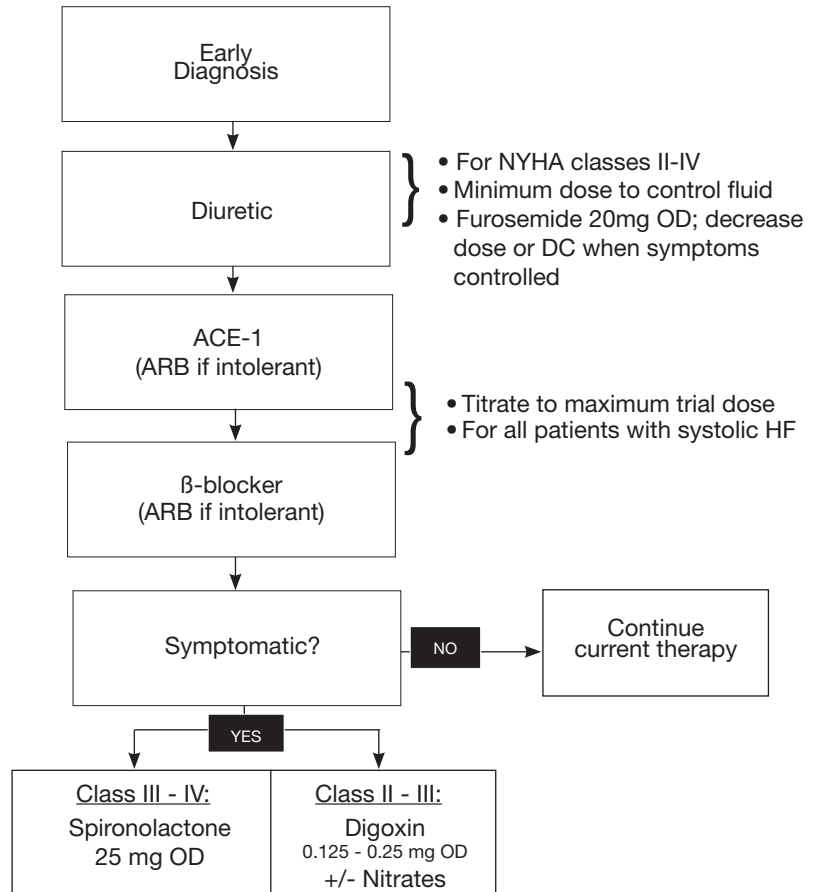 Early
Diagnosis
Diuretic
• For NYHA classes II-IV
• Minimum dose to control fluid
• Furosemide 20mg OD; decrease
dose or DC when symptoms
controlled
ACE-1
(ARB if intolerant)
• Titrate to maximum trial dose
• For all patients with systolic HF
ß-blocker
(ARB if intolerant)
Symptomatic?
NO
Continue
current therapy
YES
Class III - IV:
Spironolactone
25 mg OD
Class II - III:
Digoxin
0.125 - 0.25 mg OD
+/- Nitrates